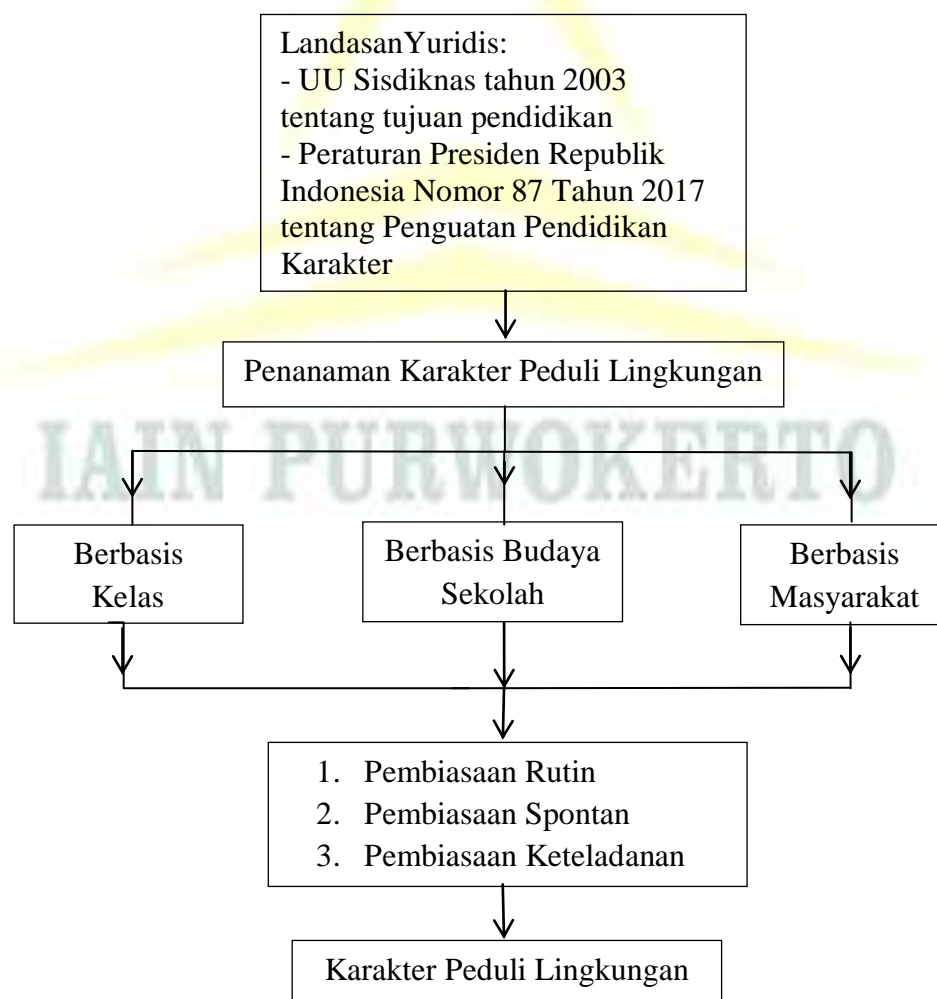 LandasanYuridis:
- UU Sisdiknas tahun 2003
tentang tujuan pendidikan
- Peraturan Presiden Republik
Indonesia Nomor 87 Tahun 2017
tentang Penguatan Pendidikan
Karakter
Penanaman Karakter Peduli Lingkungan
IAIN PURWOKERTO
Berbasis
Kelas
Berbasis Budaya
Sekolah
Berbasis
Masyarakat
1. Pembiasaan Rutin
2. Pembiasaan Spontan
3. Pembiasaan Keteladanan
Karakter Peduli Lingkungan